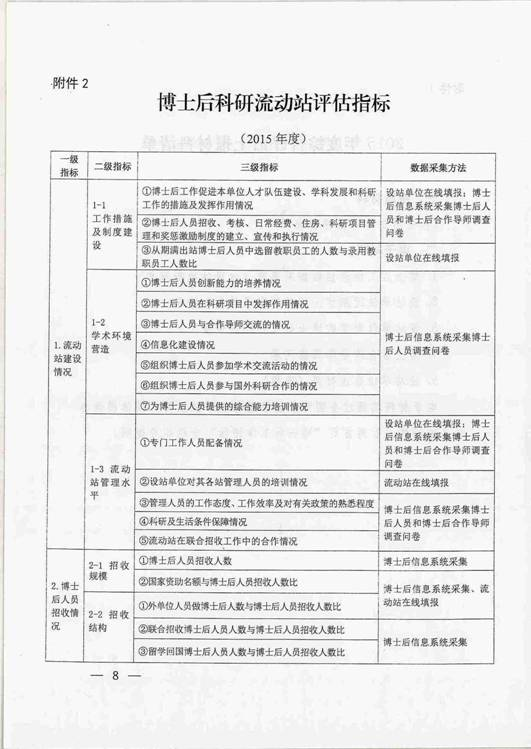 附件 2
博士后科研流动站评估指标
（2015 年度）
一级
指标
二级指标
三级指标
数据采集方法
1.流动
站建设
情况
1-1
工作措施
及制度建
设
①博士后工作促进本单位人才队伍建设、学科发展和科研
工作的措施及发挥作用情况
②博士后人员招收、考核、日常经费、住房、科研项目管
理和奖惩激励制度的建立、宣传和执行情况
设站单位在线填报；博士
后信息系统采集博士后人
员和博士后合作导师调查
问卷
③从期满出站博士后人员中选留教职员工的人数与录用教
职员工人数比
设站单位在线填报
1-2
学术环境
营造
①博士后人员创新能力的培养情况
②博士后人员在科研项目中发挥作用情况
③博士后人员与合作导师交流的情况
④信息化建设情况
⑤组织博士后人员参加学术交流活动的情况
⑥组织博士后人员参与国外科研合作的情况
⑦为博士后人员提供的综合能力培训情况
博士后信息系统采集博士
后人员调查问卷
1-3 流动
站管理水
平
①专门工作人员配备情况
设站单位在线填报；博士
后信息系统采集博士后人
员和博士后合作导师调查
问卷
②设站单位对其各站管理人员的培训情况
流动站在线填报
③管理人员的工作态度、工作效率及对有关政策的熟悉程度
④科研及生活条件保障情况
⑤流动站在联合招收工作中的合作情况
博士后信息系统采集博士
后人员和博士后合作导师
调查问卷
2.博士
后人员
招收情
况
2-1 招收
规模
①博士后人员招收人数
博士后信息系统采集
②国家资助名额与博士后人员招收人数比
2-2 招收
结构
①外单位人员做博士后人数与博士后人员招收人数比
博士后信息系统采集、流
动站在线填报
②联合招收博士后人员人数与博士后人员招收人数比
③留学回国博士后人员人数与博士后人员招收人数比
博士后信息系统采集
— 8 —